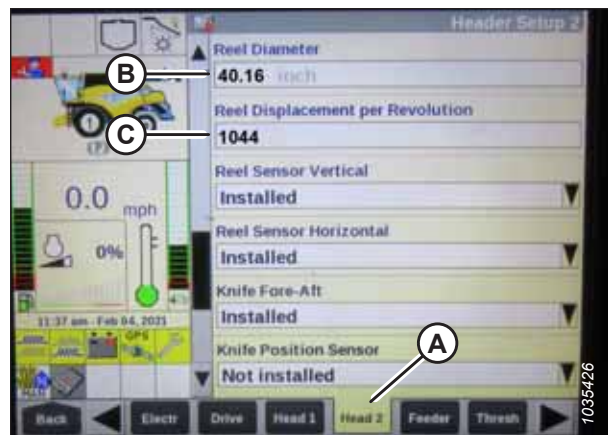 Header Setup 2
Reel Diameter
B
40.16 inch
Reel Displacement per Revolution
C
1044
Reel Sensor Vertical
Installed
Reel Sensor Horizontal
Installed
Knife Fore-Aft
Installed
Knife Position Sensor
Not installed
A
1
(P)
0.0 mph
0%
11:37 am - Feb 04, 2021
GPS
Back
Electr
Drive
Head 1
Head 2
Feeder
Thresh
1035426